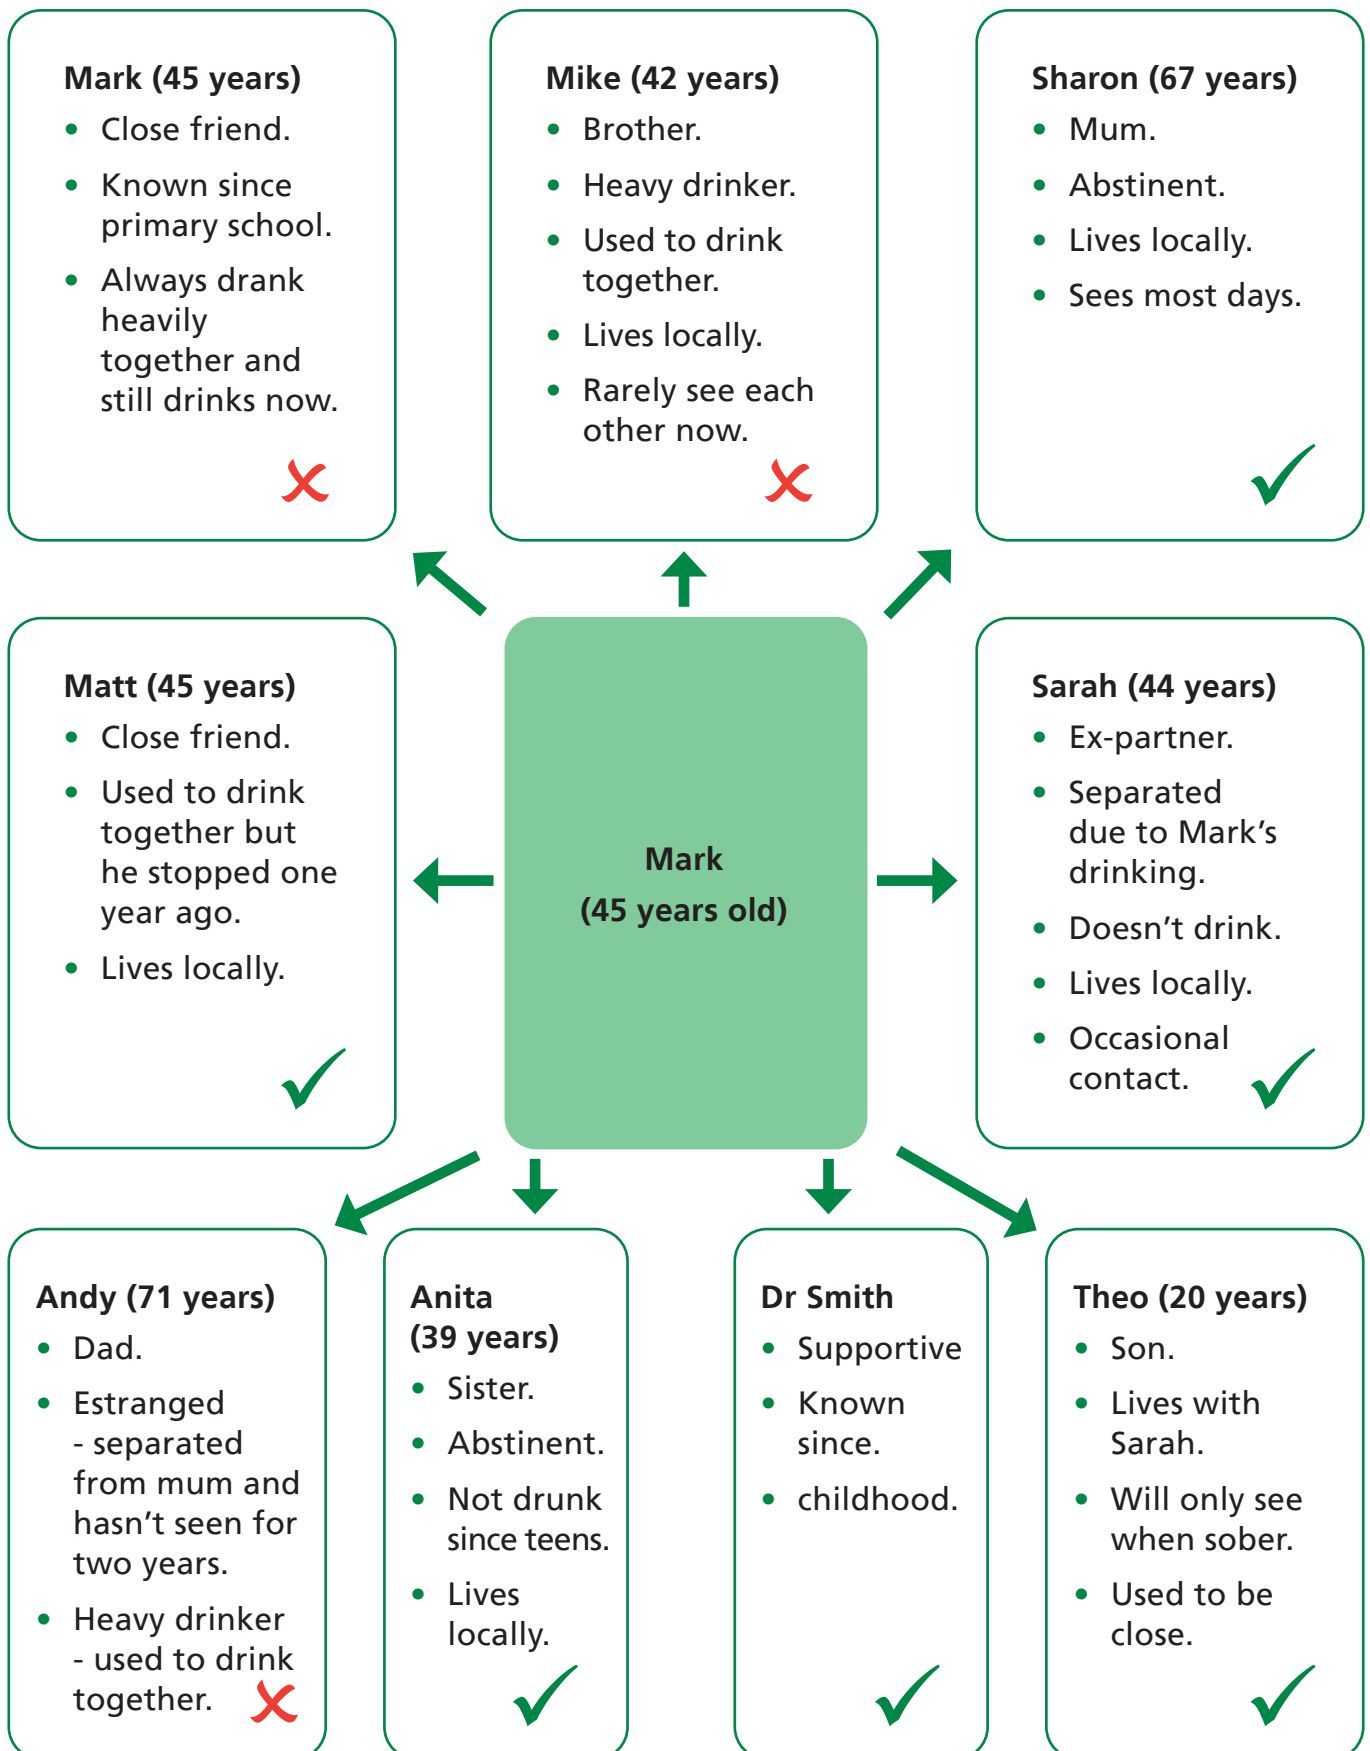 Mark (45 years)
• Close friend.
• Known since
primary school.
• Always drank
heavily
together and
still drinks now.
Mike (42 years)
• Brother.
• Heavy drinker.
• Used to drink
together.
• Lives locally.
• Rarely see each
other now.
Sharon (67 years)
• Mum.
• Abstinent.
• Lives locally.
• Sees most days.
Matt (45 years)
• Close friend.
• Used to drink
together but
he stopped one
year ago.
• Lives locally.
Mark
(45 years old)
Sarah (44 years)
• Ex-partner.
• Separated
due to Mark’s
drinking.
• Doesn’t drink.
• Lives locally.
• Occasional
contact.
Andy (71 years)
• Dad.
• Estranged
- separated
from mum and
hasn’t seen for
two years.
• Heavy drinker
- used to drink
together.
Anita
(39 years)
• Sister.
• Abstinent.
• Not drunk
since teens.
• Lives
locally.
Dr Smith
• Supportive
• Known
since.
• childhood.
Theo (20 years)
• Son.
• Lives with
Sarah.
• Will only see
when sober.
• Used to be
close.